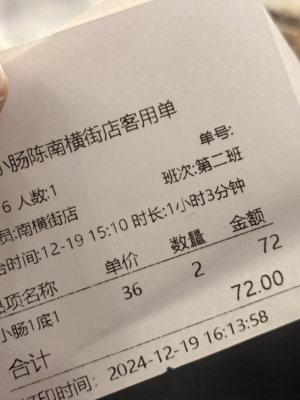 小肠陈南横街店客用单
单号:
6 人数:1
班次:第二班
员:南横街店
台时间:12-19 15:10 时长:1小时3分钟
品项名称 单价 数量 金额
36 2 72
小肠1底1
合计 72.00
打印时间: 2024-12-19 16:13:58